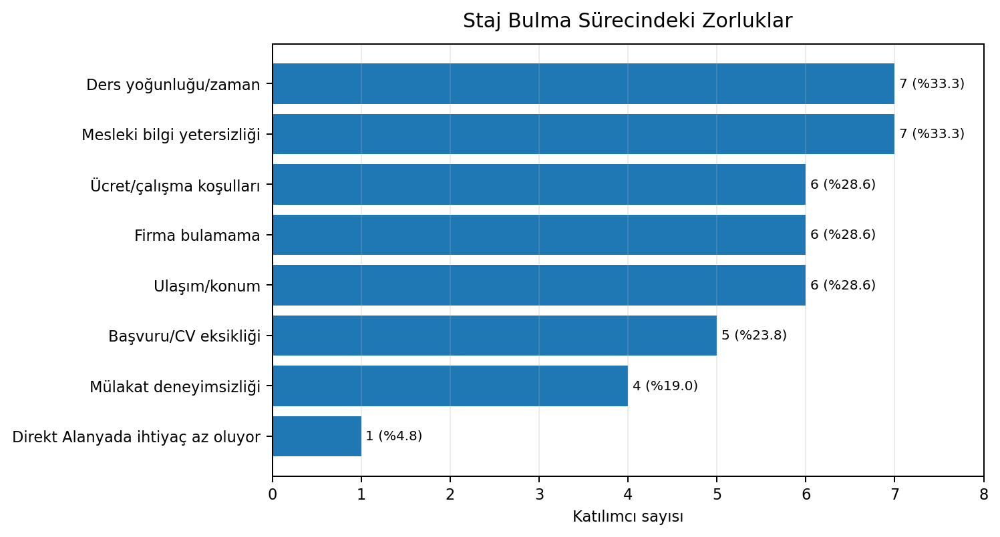 Staj Bulma Sürecindeki Zorluklar
Ders yoğunluğu/zaman 7 (%33.3)
Mesleki bilgi yetersizliği 7 (%33.3)
Ücret/çalışma koşulları 6 (%28.6)
Firma bulamama 6 (%28.6)
Ulaşım/konum 6 (%28.6)
Başvuru/CV eksikliği 5 (%23.8)
Mülakat deneyimsizliği 4 (%19.0)
Direkt Alanyada ihtiyaç az oluyor 1 (%4.8)
0 1 2 3 4 5 6 7 8
Katılımcı sayısı